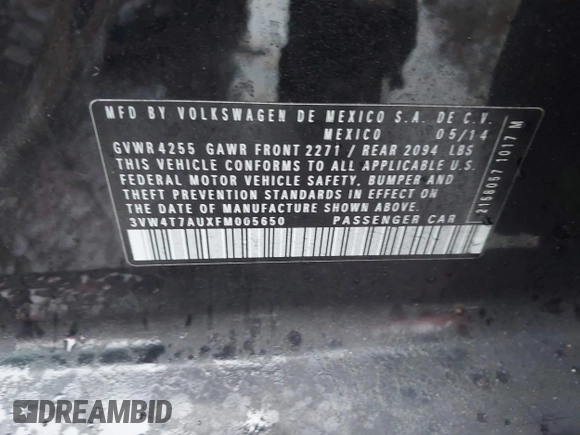 MFD BY VOLKSWAGEN DE MEXICO S.A. DE C.V.
MEXICO 05/14
GVWR 4255 GAWR FRONT 2271 / REAR 2094 LBS
THIS VEHICLE CONFORMS TO ALL APPLICABLE U.S.
FEDERAL MOTOR VEHICLE SAFETY, BUMPER AND
THEFT PREVENTION STANDARDS IN EFFECT ON
THE DATE OF MANUFACTURE SHOWN ABOVE.
3VW4T7AUXFM005650 PASSENGER CAR
2158057 1017 M
DREAMBID